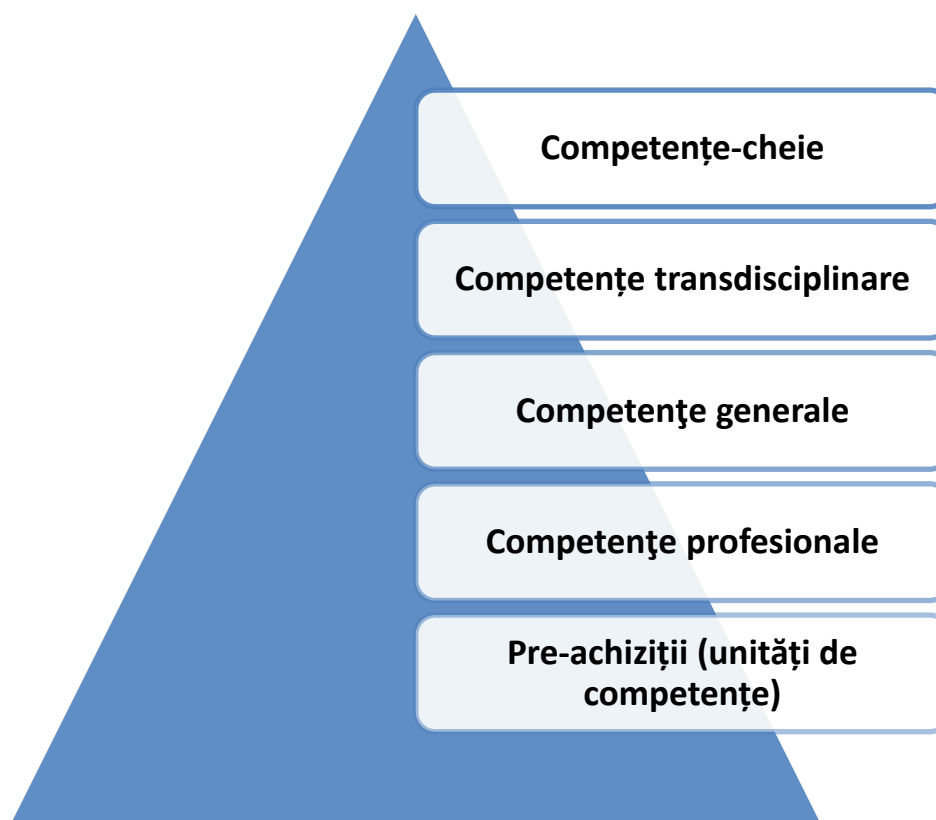 Competențe-cheie
Competențe transdisciplinare
Competenţe generale
Competenţe profesionale
Pre-achiziții (unități de
competențe)